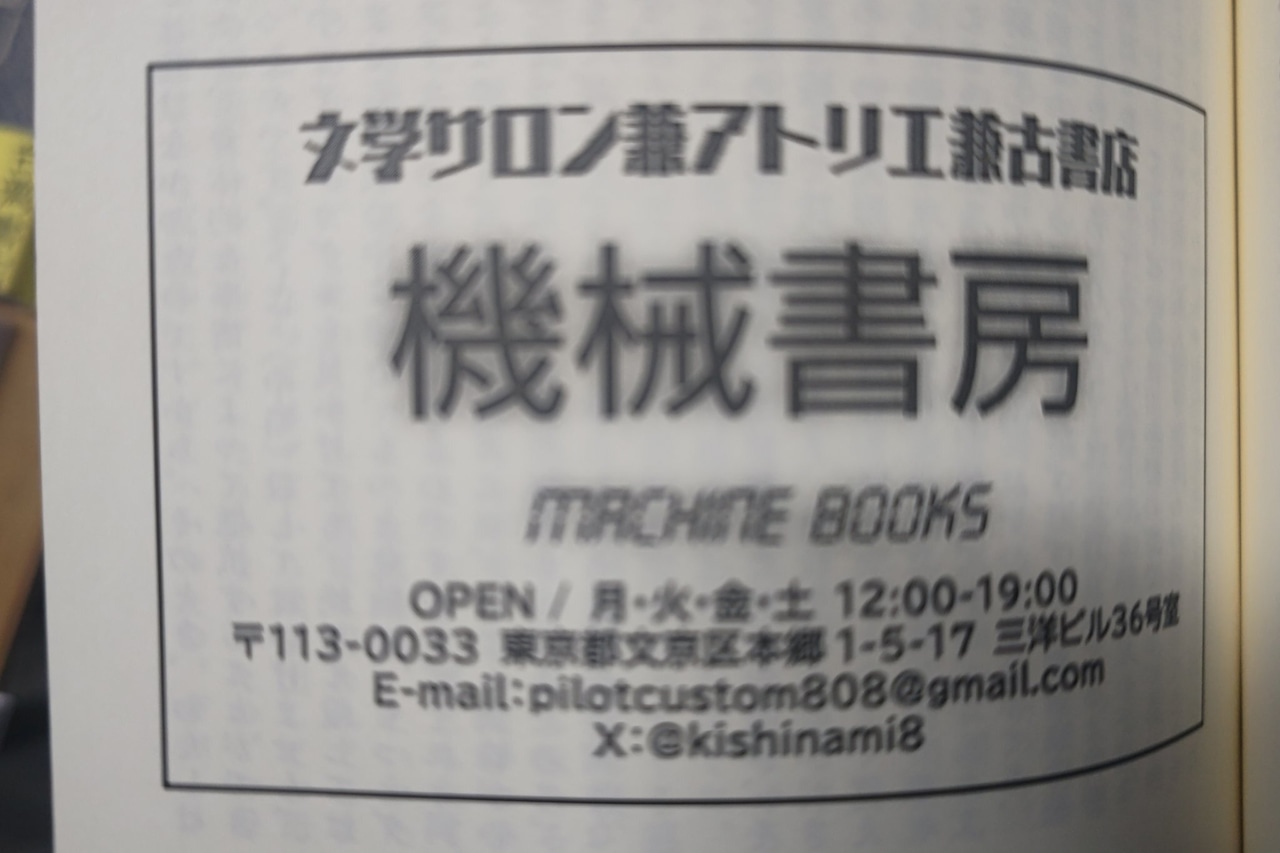 文学サロン兼アトリエ兼古書店
機械書房
MACHINE BOOKS
OPEN / 月・火・金・土 12:00-19:00
〒113-0033 東京都文京区本郷1-5-17 三洋ビル36号室
E-mail:pilotcustom808@gmail.com
X:@kishinami8